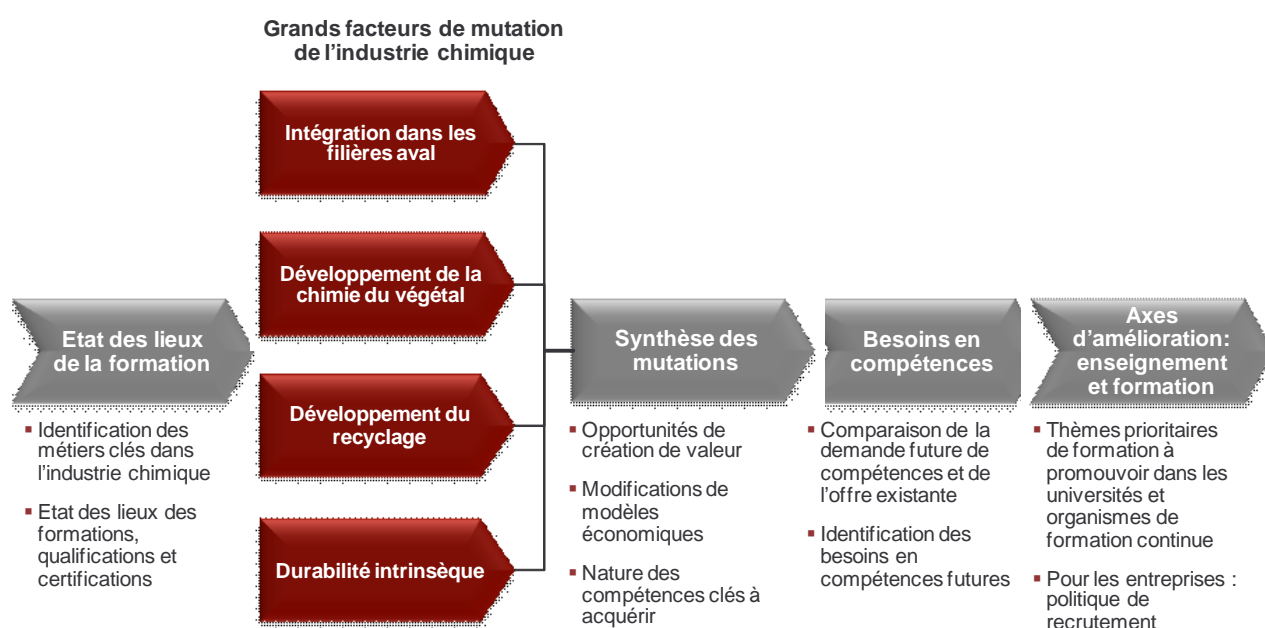 Grands facteurs de mutation
de l'industrie chimique
Intégration dans les
filières aval
Développement de la
chimie du végétal
Développement du
recyclage
Durabilité intrinsèque
Etat des lieux
de la formation
▪ Identification des
métiers clés dans
l'industrie chimique
▪ Etat des lieux des
formations,
qualifications et
certifications
Synthèse des
mutations
▪ Opportunités de
création de valeur
▪ Modifications de
modèles
économiques
▪ Nature des
compétences clés à
acquérir
Besoins en
compétences
▪ Comparaison de la
demande future de
compétences et de
l'offre existante
▪ Identification des
besoins en
compétences futures
Axes
d'amélioration:
enseignement
et formation
▪ Thèmes prioritaires
de formation à
promouvoir dans les
universités et
organismes de
formation continue
▪ Pour les entreprises :
politique de
recrutement